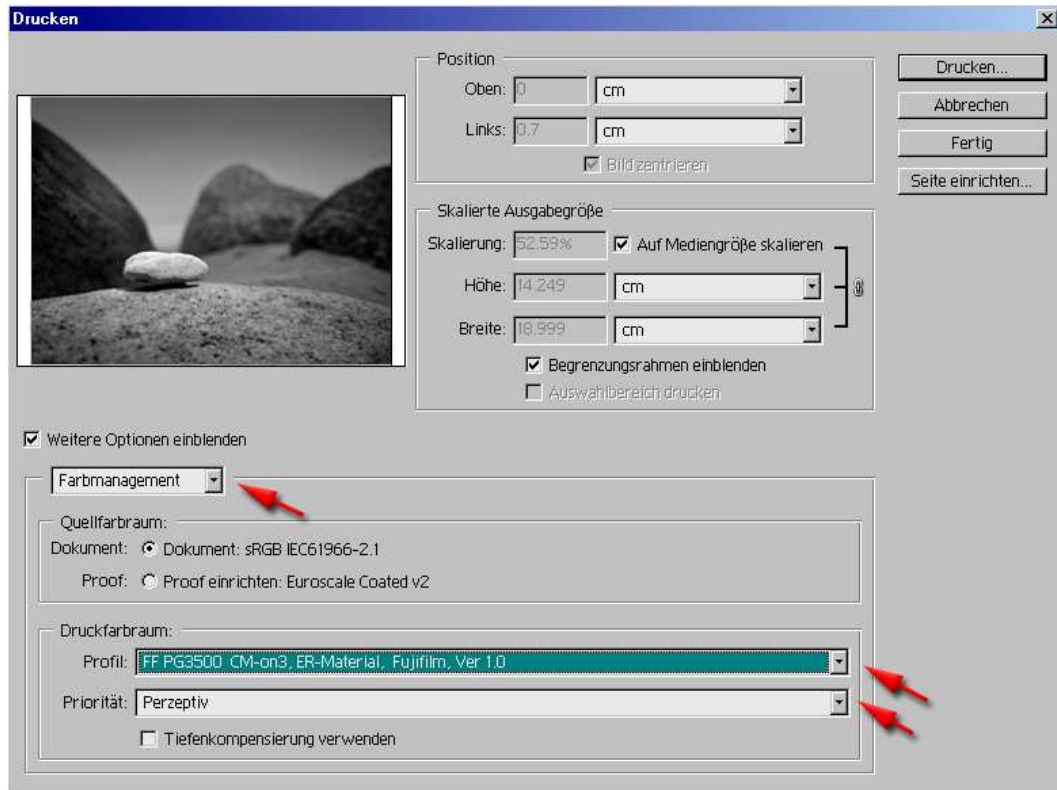 Drucken
Position
Oben: 0 cm
Links: 0.7 cm
Bild zentrieren
Drucken...
Abbrechen
Fertig
Seite einrichten...
Skalierte Ausgabegröße
Skalierung: 52.59% Auf Mediengröße skalieren
Höhe: 14.249 cm
Breite: 18.999 cm
Begrenzungsrahmen einblenden
Auswahlbereich drucken
Weitere Optionen einblenden
Farbmanagement
Quellfarbraum:
Dokument: Dokument: sRGB IEC61966-2.1
Proof: Proof einrichten: Euroscale Coated v2
Druckfarbraum:
Profil: FF PG3500 CM-on3, ER-Material, Fujifilm, Ver 1.0
Priorität: Perzeptiv
Tiefenkompensierung verwenden